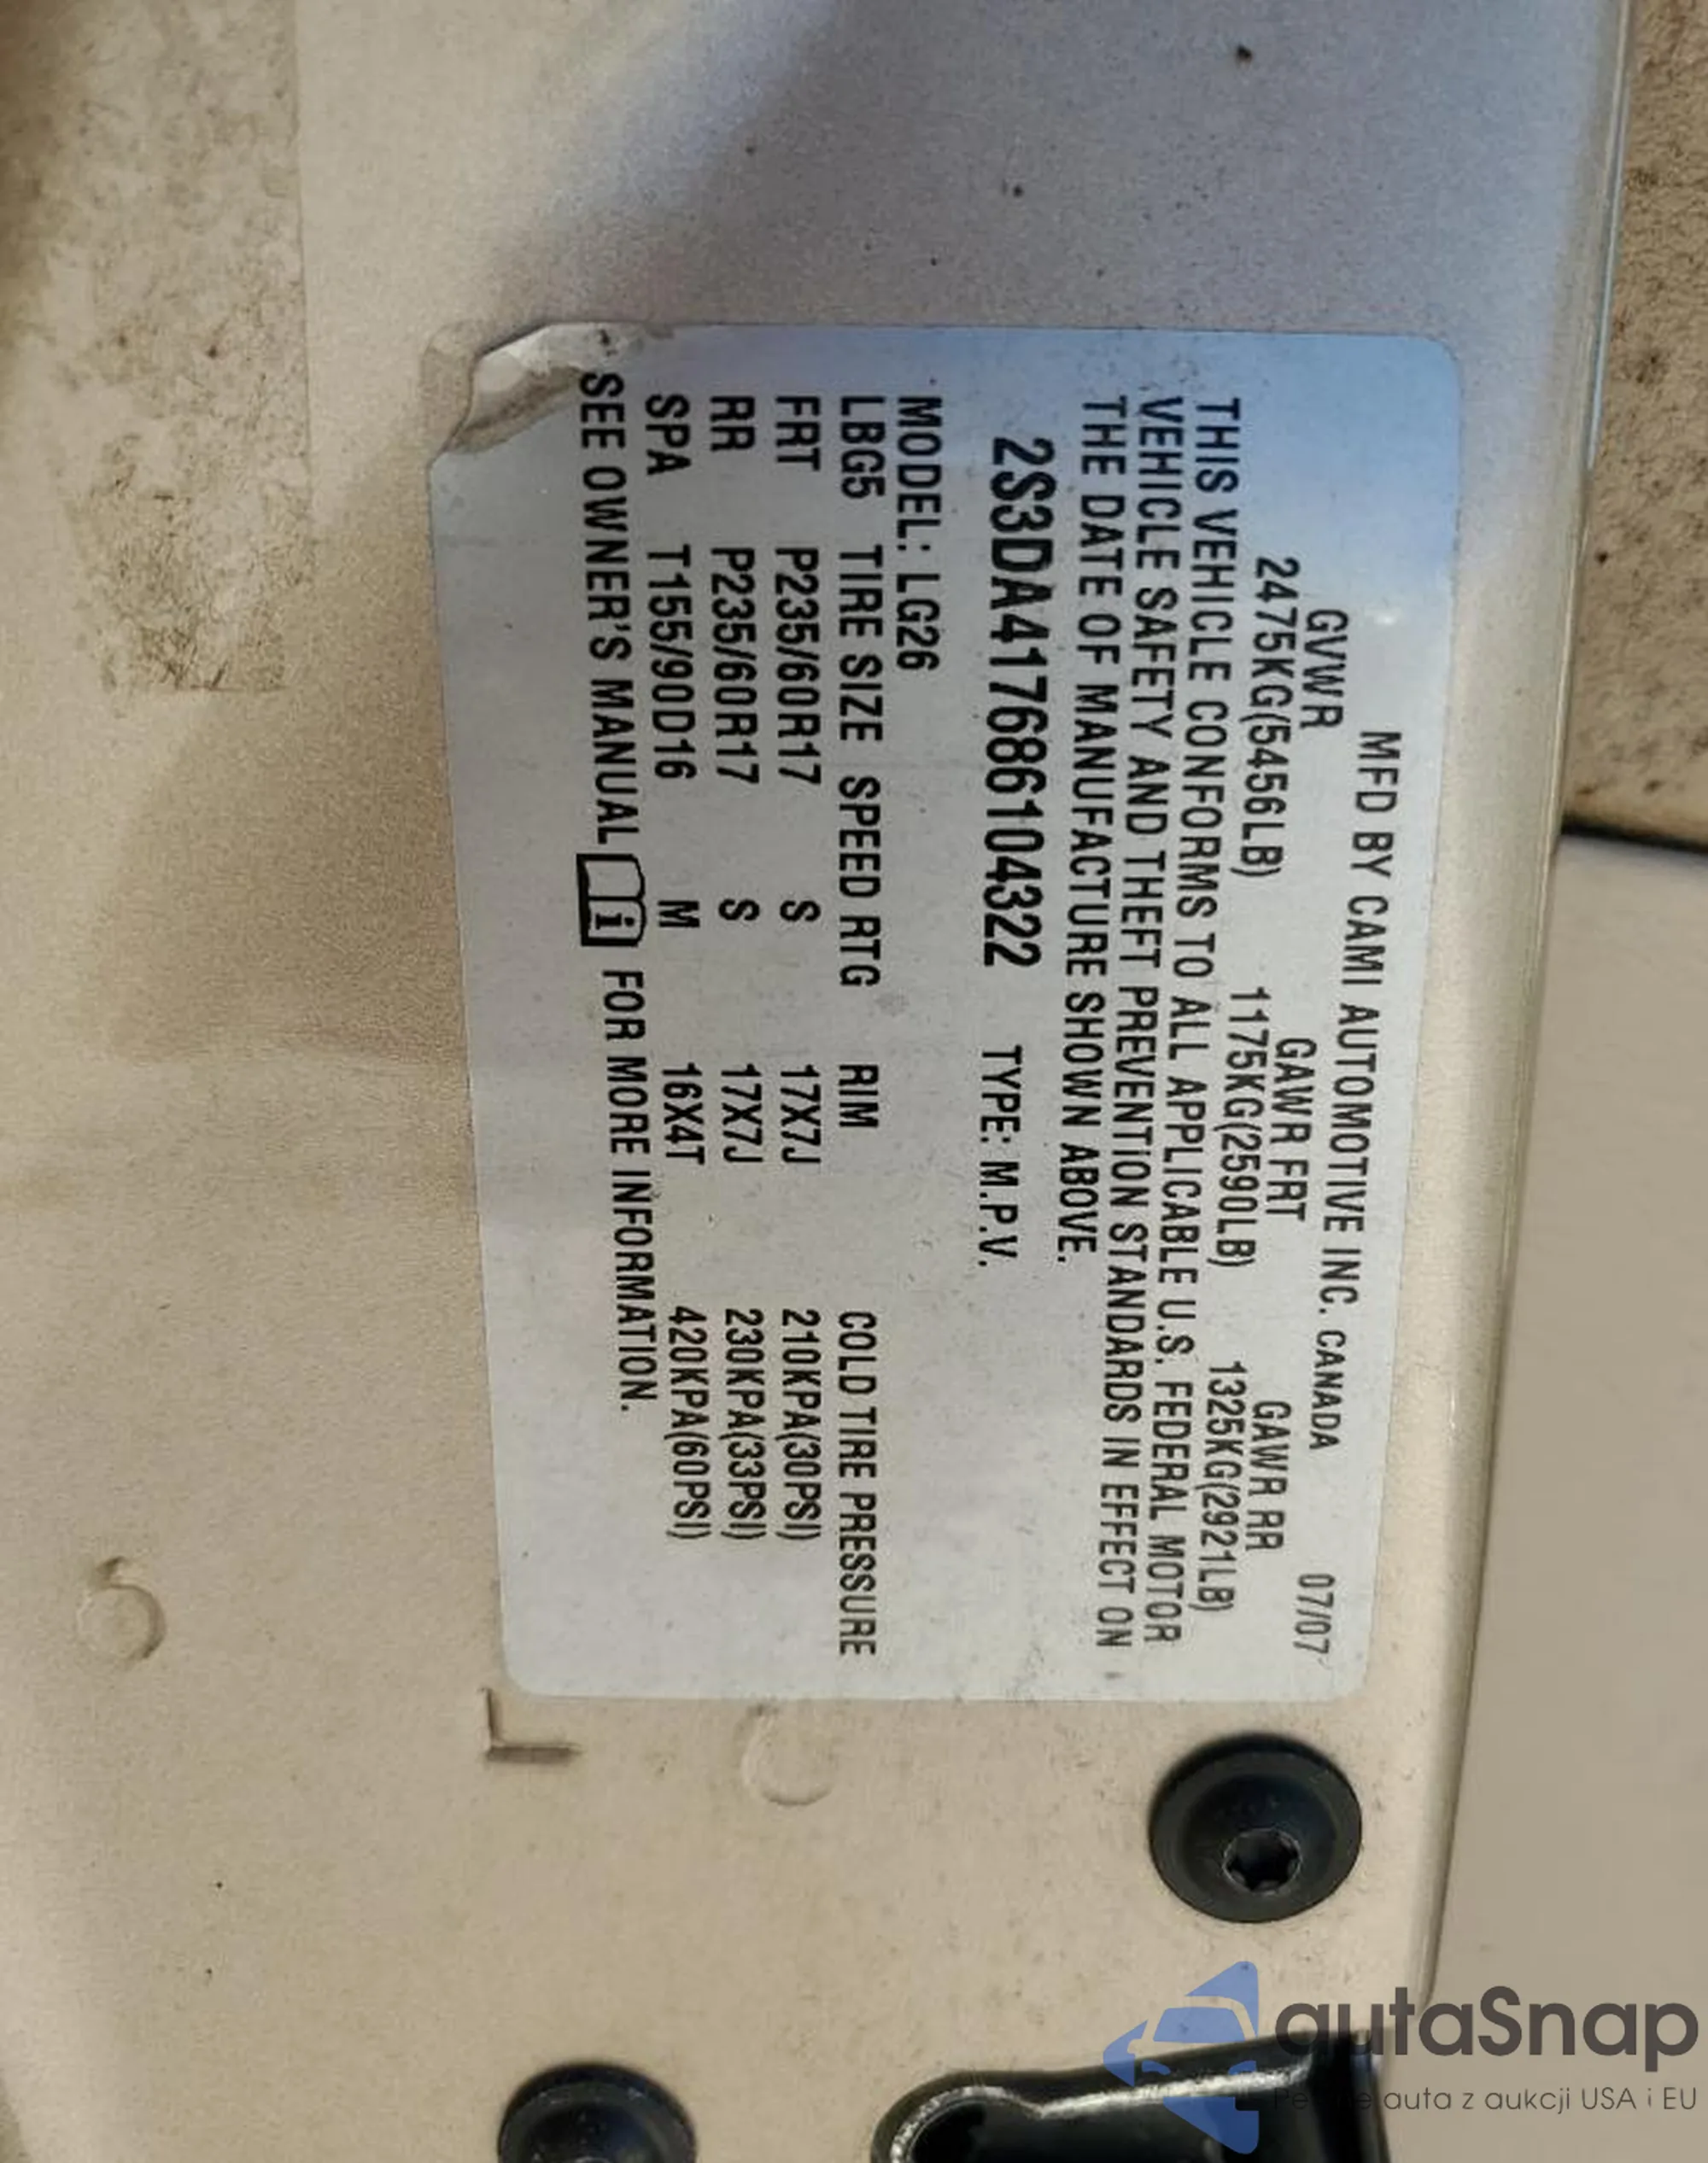 MFD BY CAMI AUTOMOTIVE INC. CANADA 07/07
GVWR GAWR FRT GAWR RR
2475KG(5456LB) 1175KG(2590LB) 1325KG(2921LB)
THIS VEHICLE CONFORMS TO ALL APPLICABLE U.S. FEDERAL MOTOR
VEHICLE SAFETY AND THEFT PREVENTION STANDARDS IN EFFECT ON
THE DATE OF MANUFACTURE SHOWN ABOVE.
2S3DA417686104322 TYPE: M.P.V.
MODEL: LG26
LBG5 TIRE SIZE SPEED RTG RIM COLD TIRE PRESSURE
FRT P235/60R17 S 17X7J 210KPA(30PSI)
RR P235/60R17 S 17X7J 230KPA(33PSI)
SPA T155/90D16 M 16X4T 420KPA(60PSI)
SEE OWNER'S MANUAL i FOR MORE INFORMATION.
autaSnap
auta z aukcji USA i EU